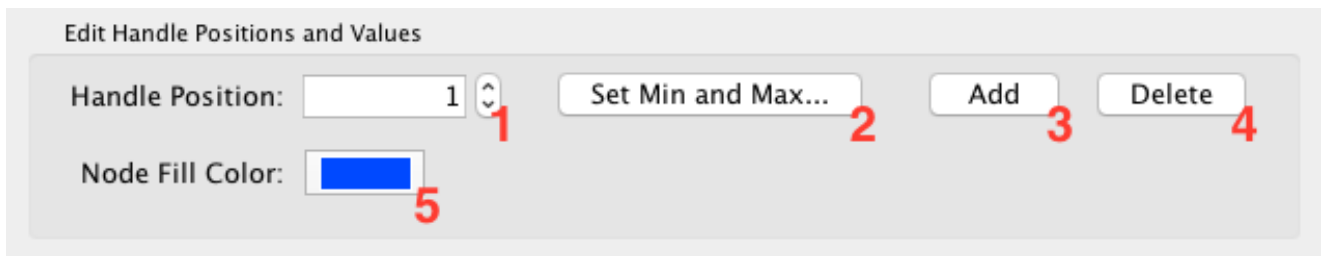 Edit Handle Positions and Values
Handle Position: 1 1 Set Min and Max... 2 Add 3 Delete 4
Node Fill Color: 5